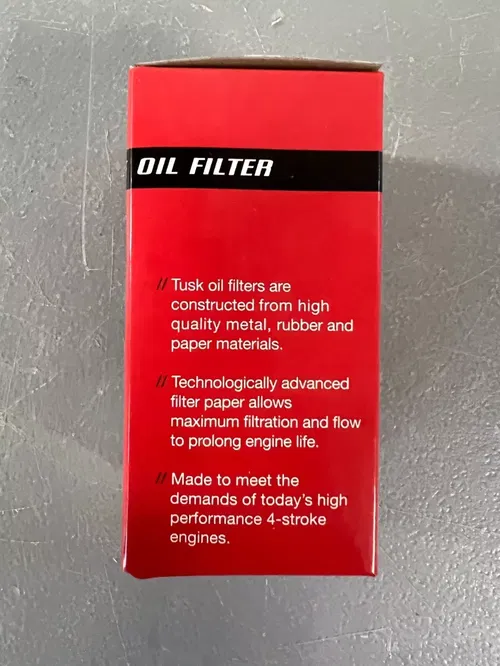 OIL FILTER
// Tusk oil filters are
constructed from high
quality metal, rubber and
paper materials.
// Technologically advanced
filter paper allows
maximum filtration and flow
to prolong engine life.
// Made to meet the
demands of today's high
performance 4-stroke
engines.